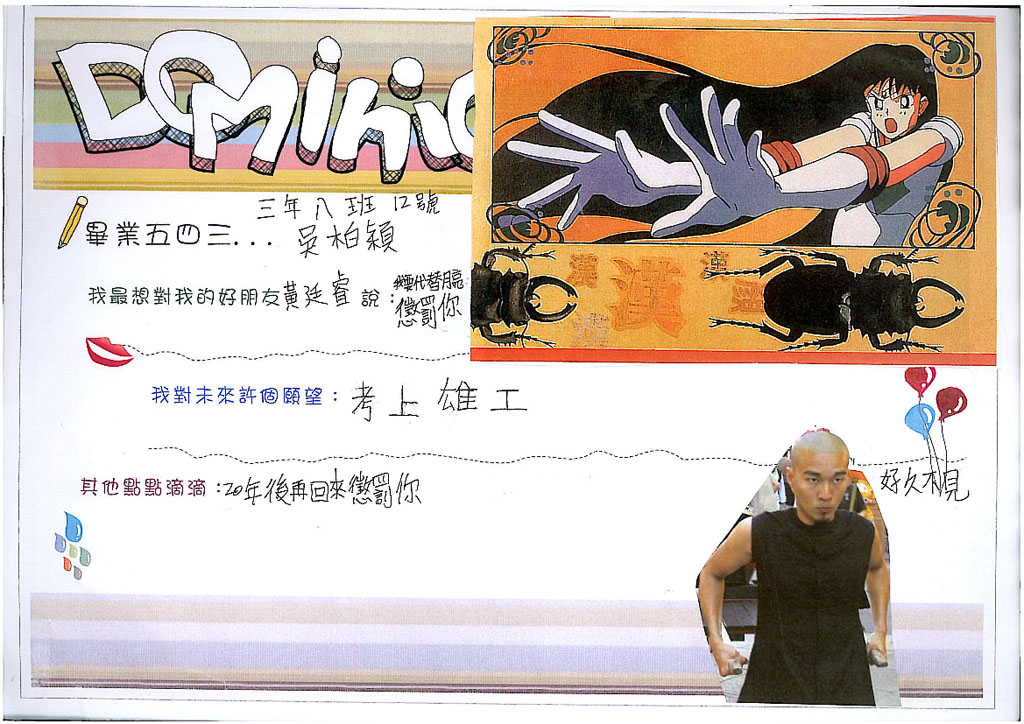 DOMiNiC
三年八班 12號
畢業五四三... 吳柏穎
我最想對我的好朋友黃廷睿說：我要代替月亮懲罰你
漢 漢
我對未來許個願望：考上雄工
其他點點滴滴：20年後再回來懲罰你
好久不見